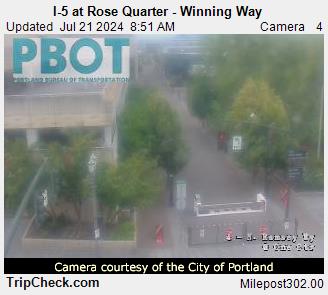 I-5 at Rose Quarter - Winning Way
Updated Jul 21 2024 8:51 AM Camera 4
PBOT
PORTLAND BUREAU OF TRANSPORTATION
Camera courtesy of the City of Portland
TripCheck.com Milepost302.00